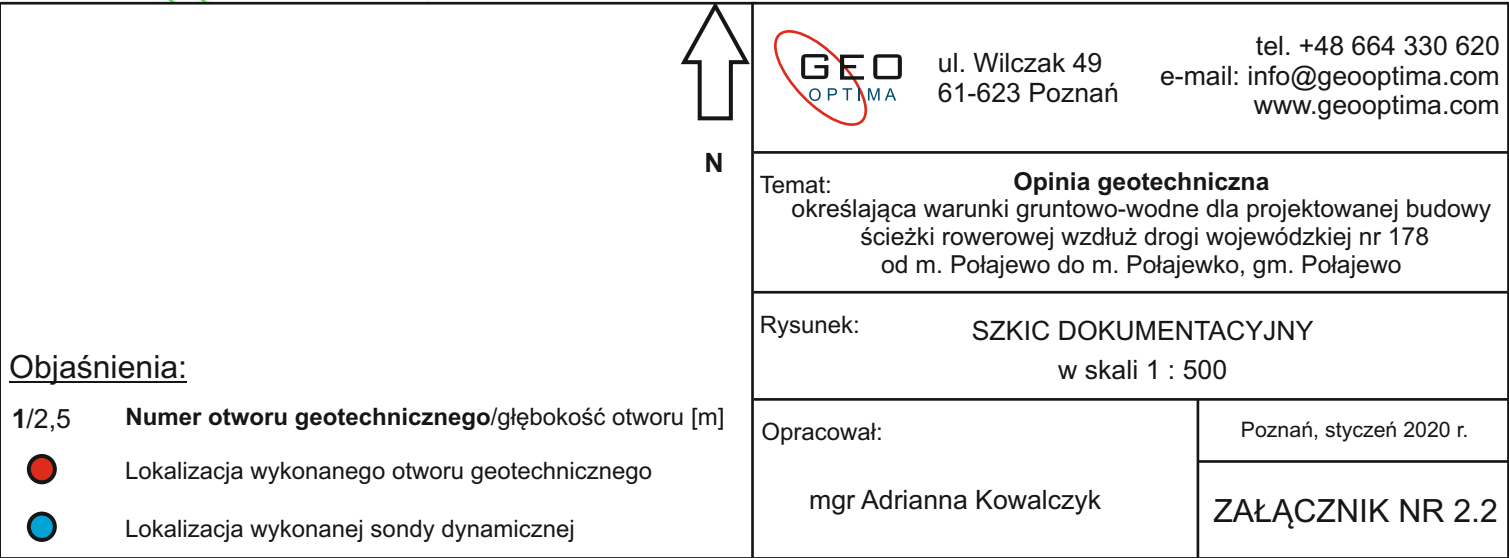 N
Objaśnienia:
1/2,5 Numer otworu geotechnicznego/głębokość otworu [m]
Lokalizacja wykonanego otworu geotechnicznego
Lokalizacja wykonanej sondy dynamicznej
GEO
OPTIMA
ul. Wilczak 49
61-623 Poznań
tel. +48 664 330 620
e-mail: info@geooptima.com
www.geooptima.com
Temat: Opinia geotechniczna
określająca warunki gruntowo-wodne dla projektowanej budowy
ścieżki rowerowej wzdłuż drogi wojewódzkiej nr 178
od m. Połajewo do m. Połajewko, gm. Połajewo
Rysunek: SZKIC DOKUMENTACYJNY
w skali 1 : 500
Opracował:
mgr Adrianna Kowalczyk
Poznań, styczeń 2020 r.
ZAŁĄCZNIK NR 2.2